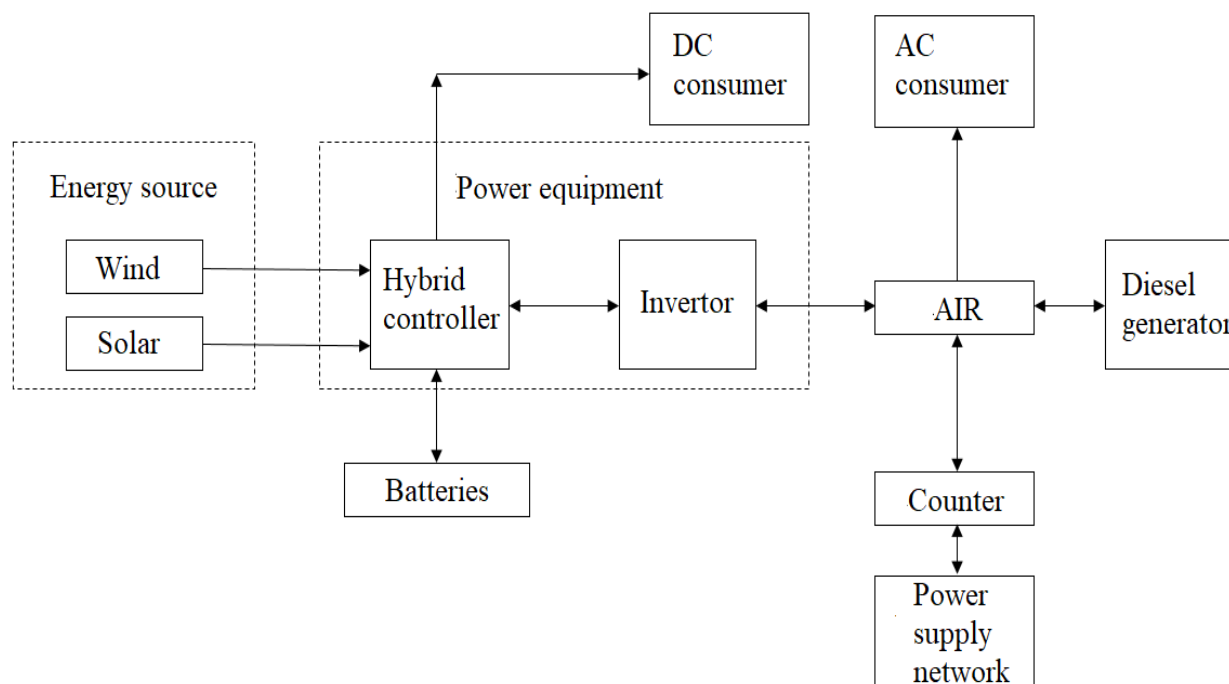 DC
consumer
AC
consumer
Energy source
Power equipment
Wind
Solar
Hybrid
controller
Invertor
AIR
Diesel
generator
Batteries
Counter
Power
supply
network